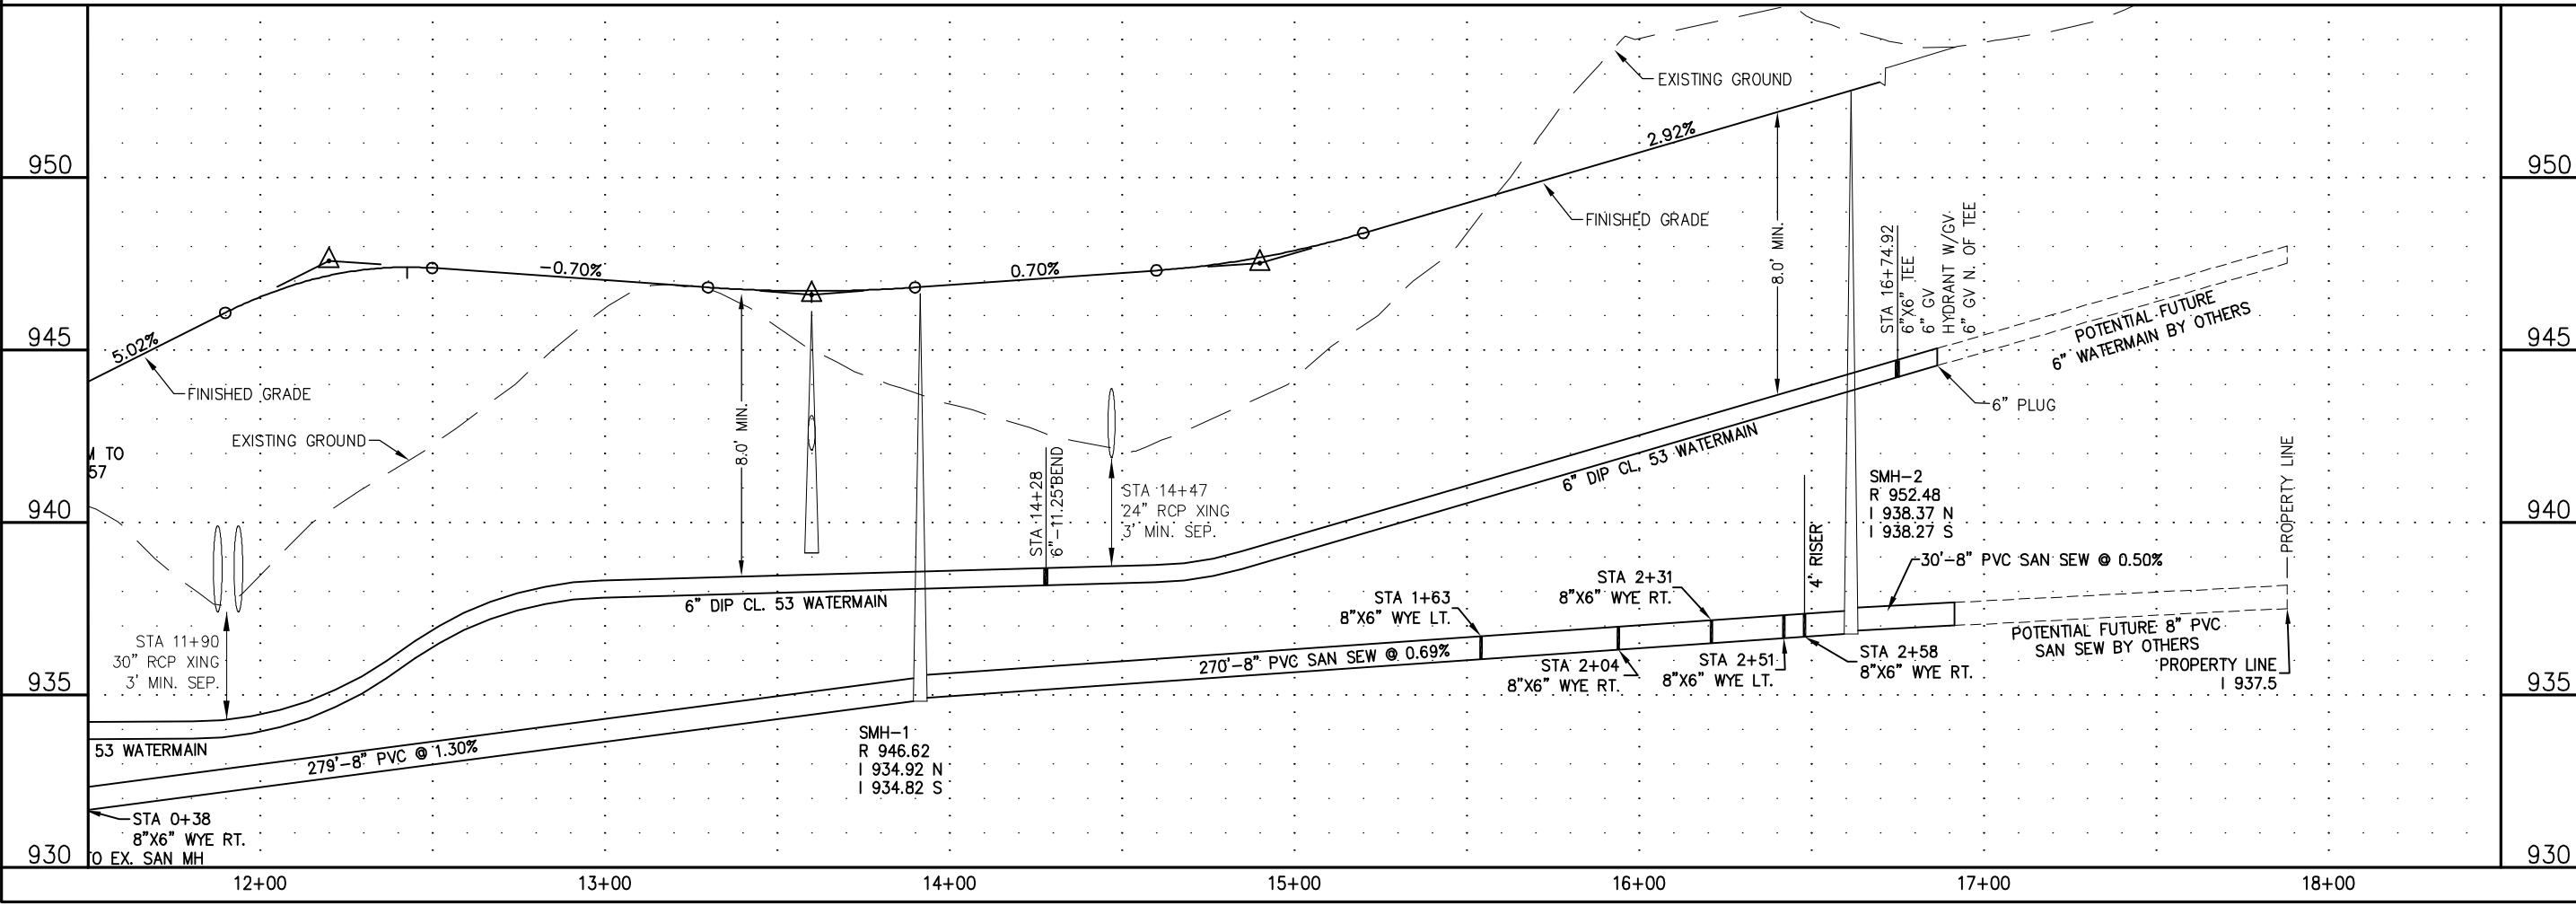 EXISTING GROUND
2.92%
950
950
FINISHED GRADE
8.0' MIN.
STA 16+74.92
6"X6" TEE
6" GV
HYDRANT W/GV
6" GV N. OF TEE
-0.70%
0.70%
POTENTIAL FUTURE
6" WATERMAIN BY OTHERS
5.02%
945
945
FINISHED GRADE
6" PLUG
EXISTING GROUND
8.0' MIN.
M TO
57
STA 14+28
6"-11.25°BEND
STA 14+47
24" RCP XING
3' MIN. SEP.
6" DIP CL. 53 WATERMAIN
SMH-2
R 952.48
I 938.37 N
I 938.27 S
PROPERTY LINE
940
940
4' RISER
30'-8" PVC SAN SEW @ 0.50%
STA 2+31
8"X6" WYE RT.
STA 1+63
8"X6" WYE LT.
6" DIP CL. 53 WATERMAIN
STA 11+90
30" RCP XING
3' MIN. SEP.
POTENTIAL FUTURE 8" PVC
SAN SEW BY OTHERS
270'-8" PVC SAN SEW @ 0.69%
STA 2+04
8"X6" WYE RT.
STA 2+51
8"X6" WYE LT.
STA 2+58
8"X6" WYE RT.
PROPERTY LINE
I 937.5
935
935
53 WATERMAIN
279'-8" PVC @ 1.30%
SMH-1
R 946.62
I 934.92 N
I 934.82 S
STA 0+38
8"X6" WYE RT.
TO EX. SAN MH
930
930
12+00
13+00
14+00
15+00
16+00
17+00
18+00